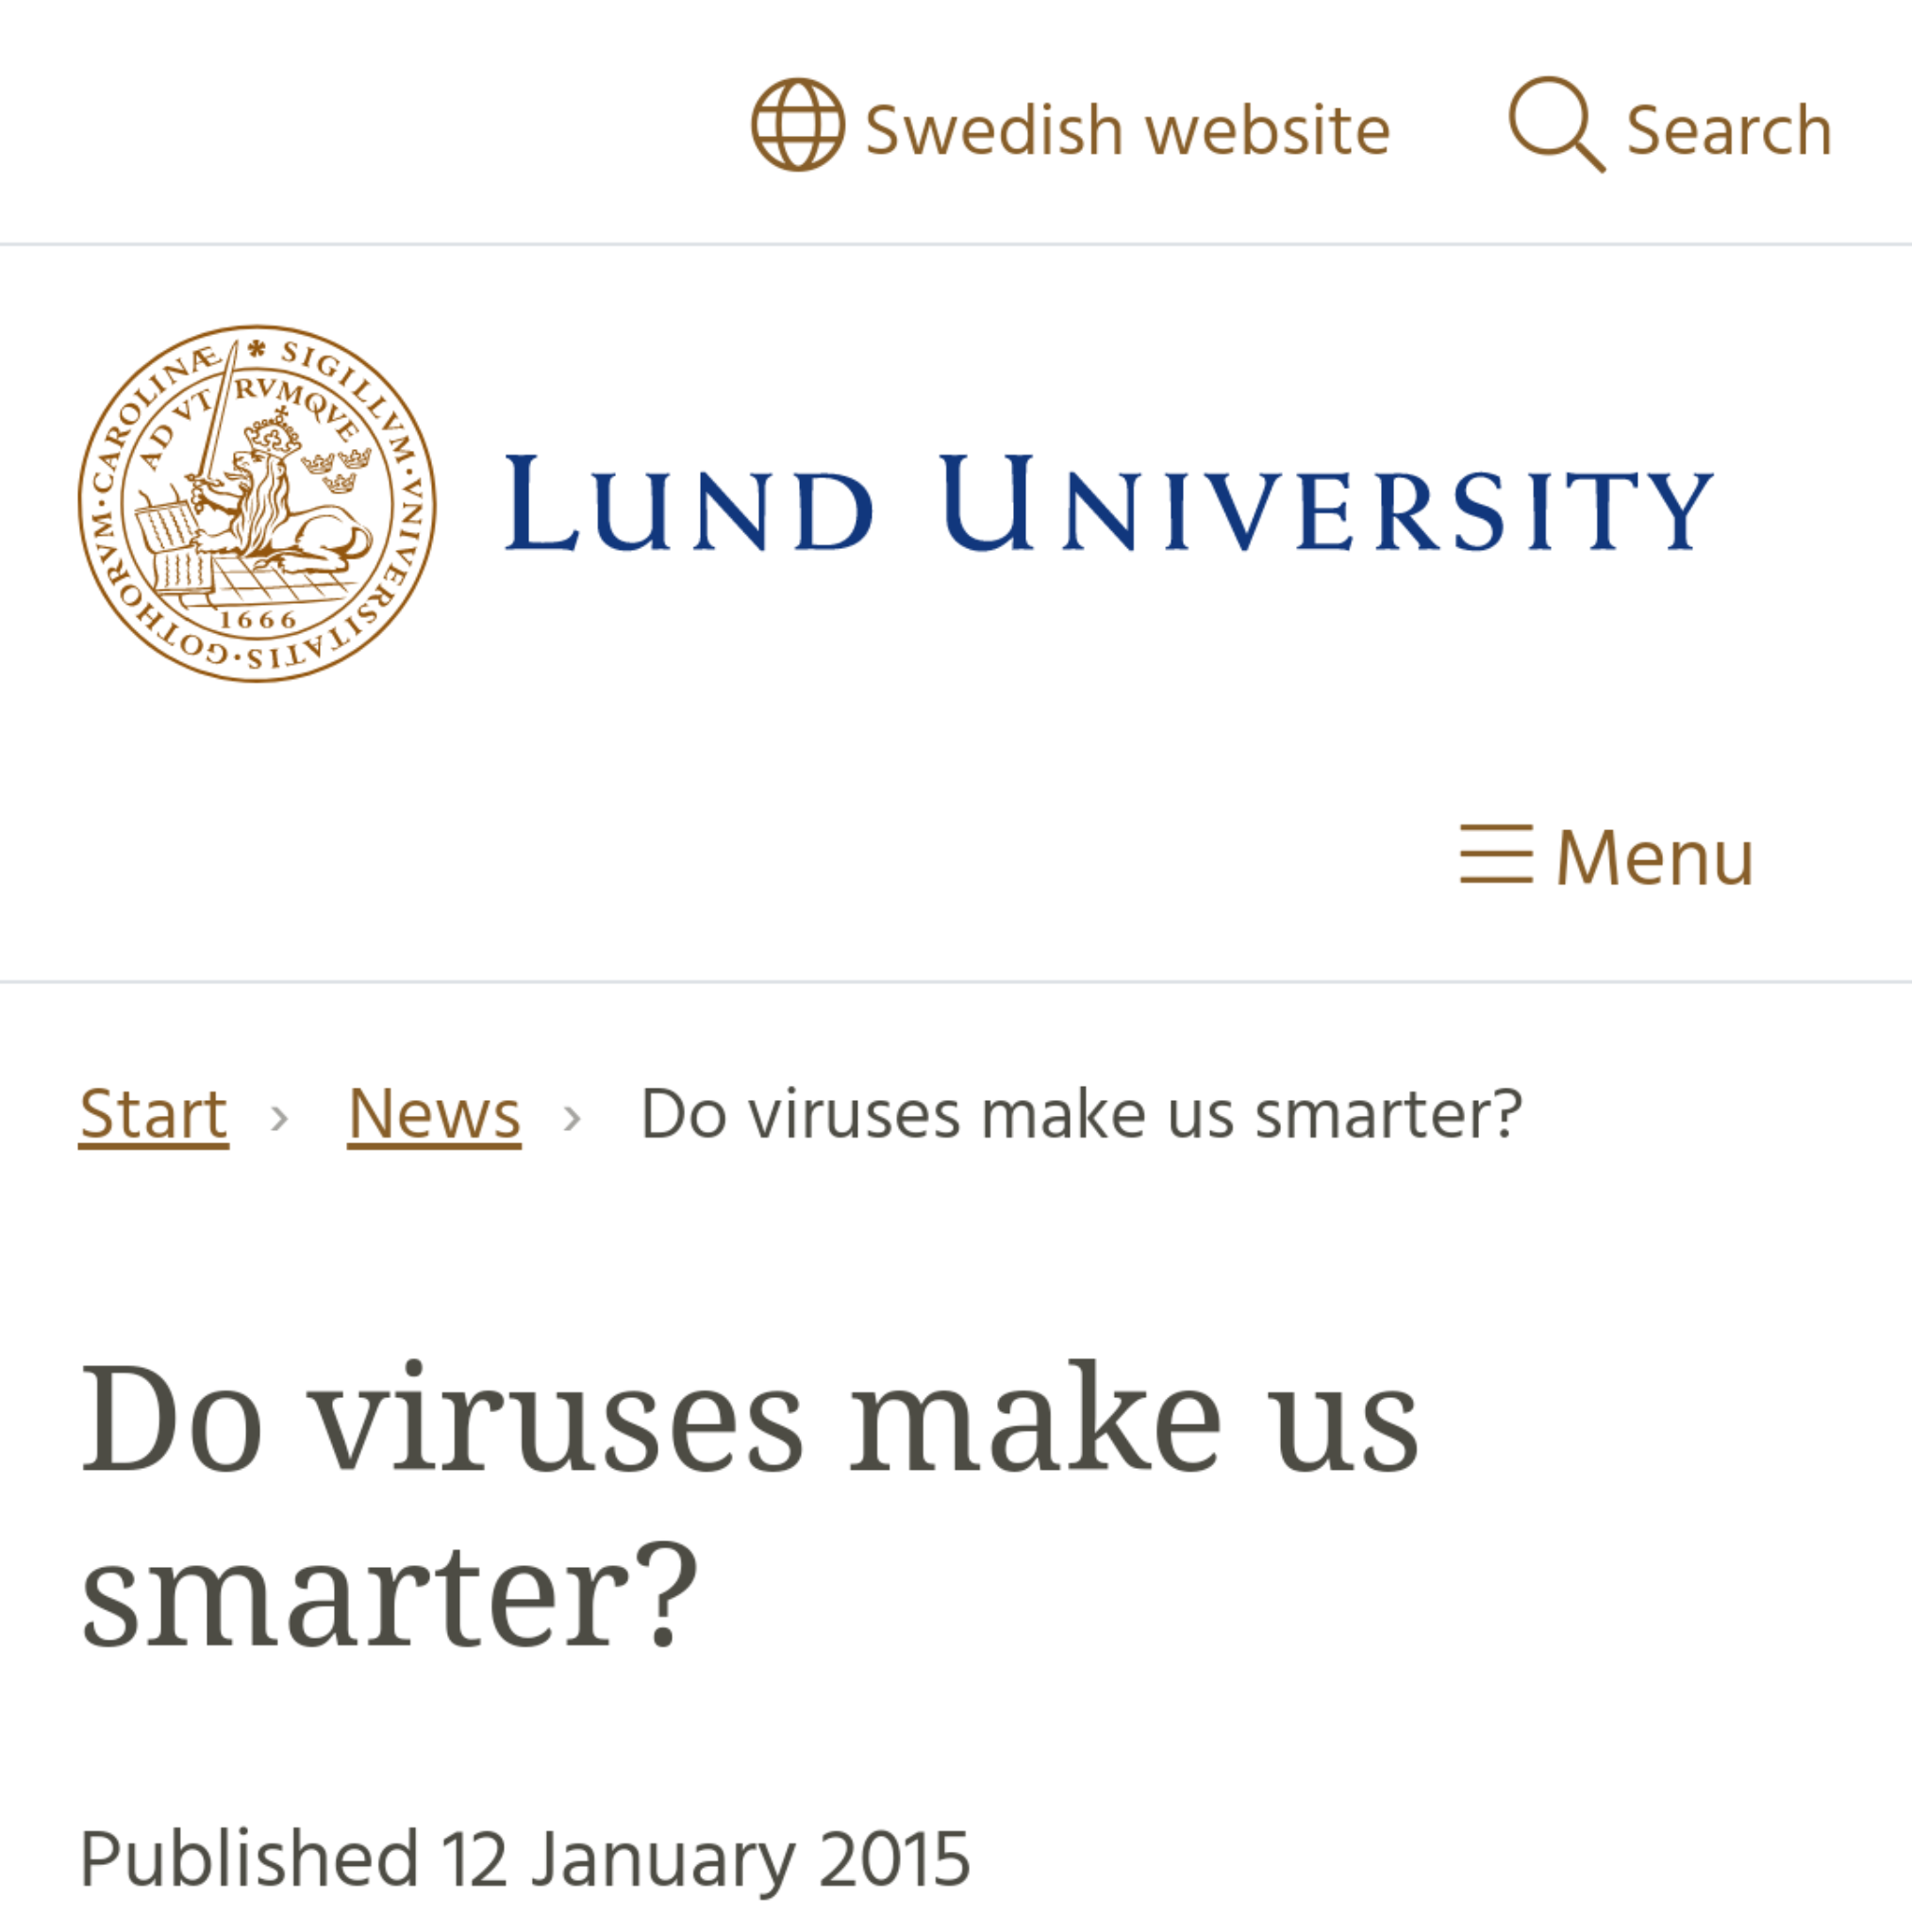 Swedish website Search
SIGILLVM·VNIVERSITATIS·GOTHORVM·CAROLINÆ
AD VTRVMQVE
1666
LUND UNIVERSITY
Menu
Start › News › Do viruses make us smarter?
Do viruses make us
smarter?
Published 12 January 2015